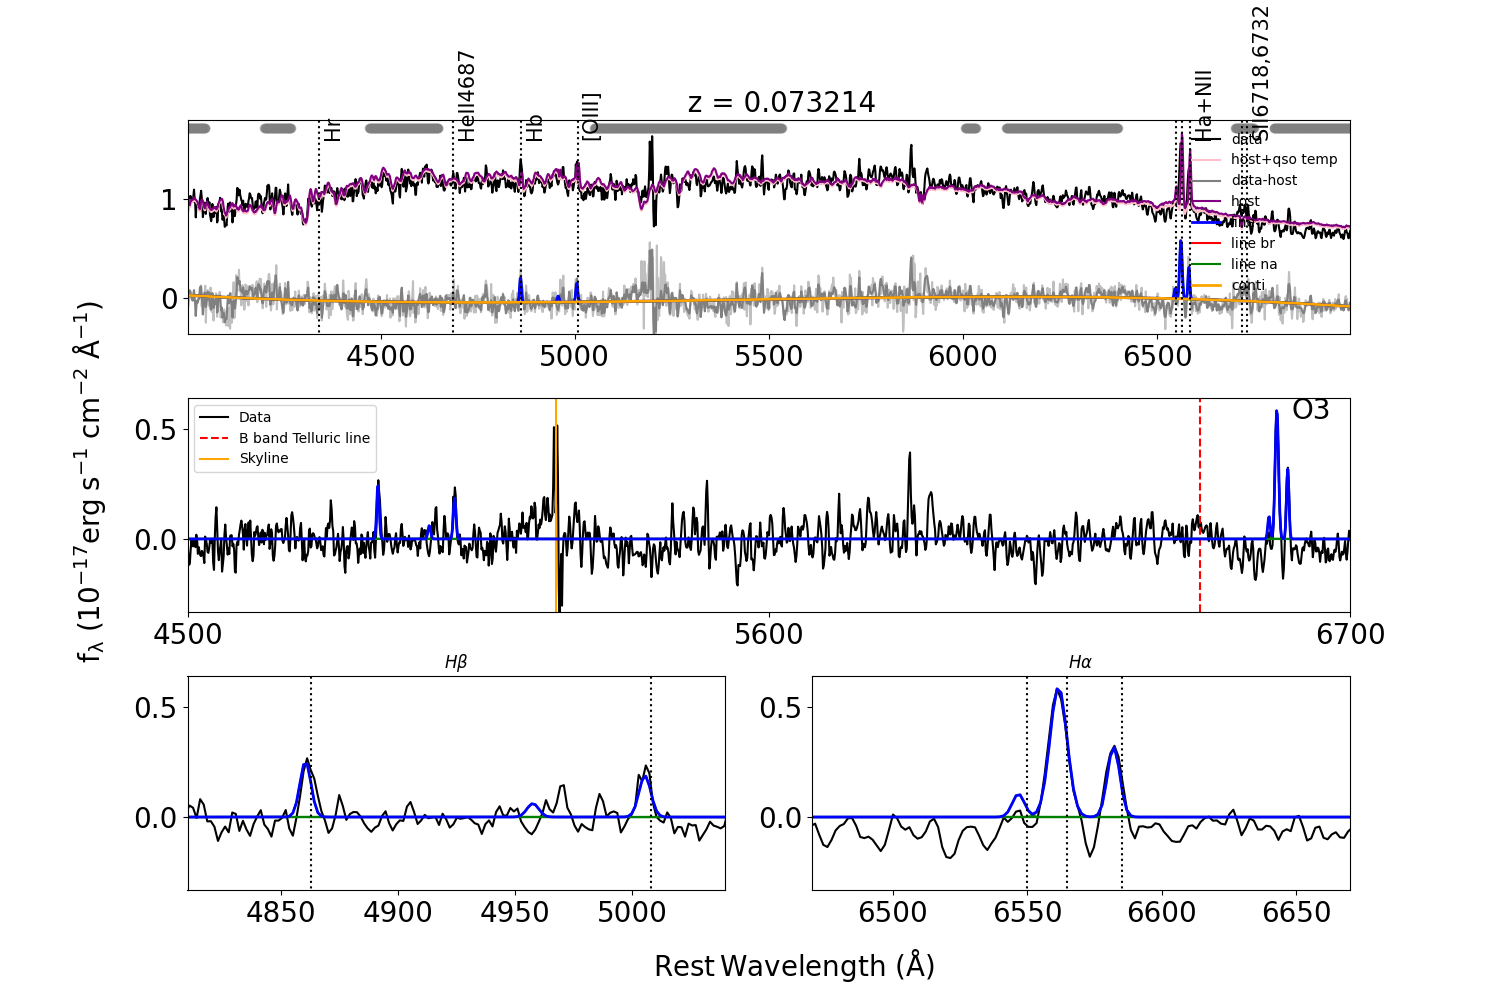 z = 0.073214
Hr
HeII4687
Hb
[OIII]
Ha+NII
SII6718,6732
data
host+qso temp
data-host
host
line
line br
line na
conti
1
0
4500
5000
5500
6000
6500
O3
Data
B band Telluric line
Skyline
0.5
0.0
4500
5600
6700
fλ (10−17erg s−1 cm−2 Å−1)
Hβ
0.5
0.0
4850
4900
4950
5000
Hα
0.5
0.0
6500
6550
6600
6650
Rest Wavelength (Å)